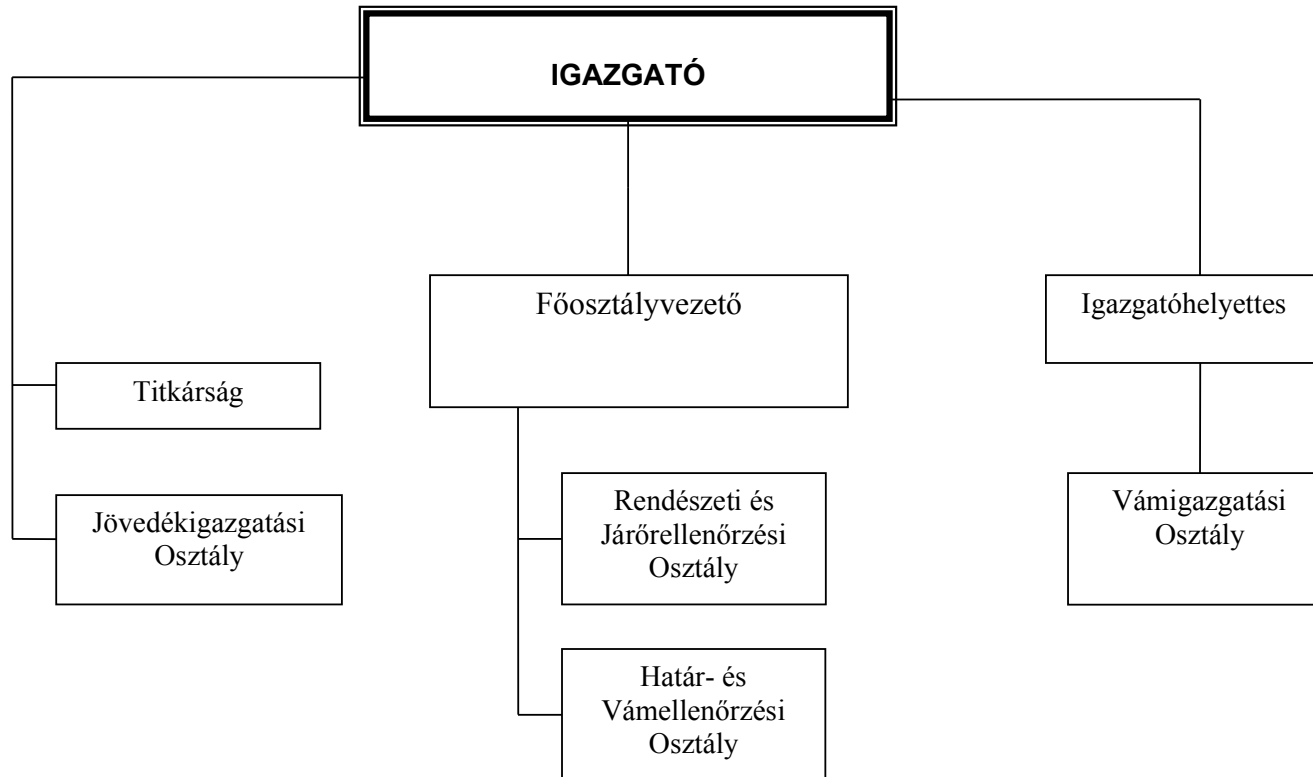 IGAZGATÓ
Főosztályvezető
Igazgatóhelyettes
Titkárság
Jövedékigazgatási
Osztály
Rendészeti és
Járőrellenőrzési
Osztály
Vámigazgatási
Osztály
Határ- és
Vámellenőrzési
Osztály